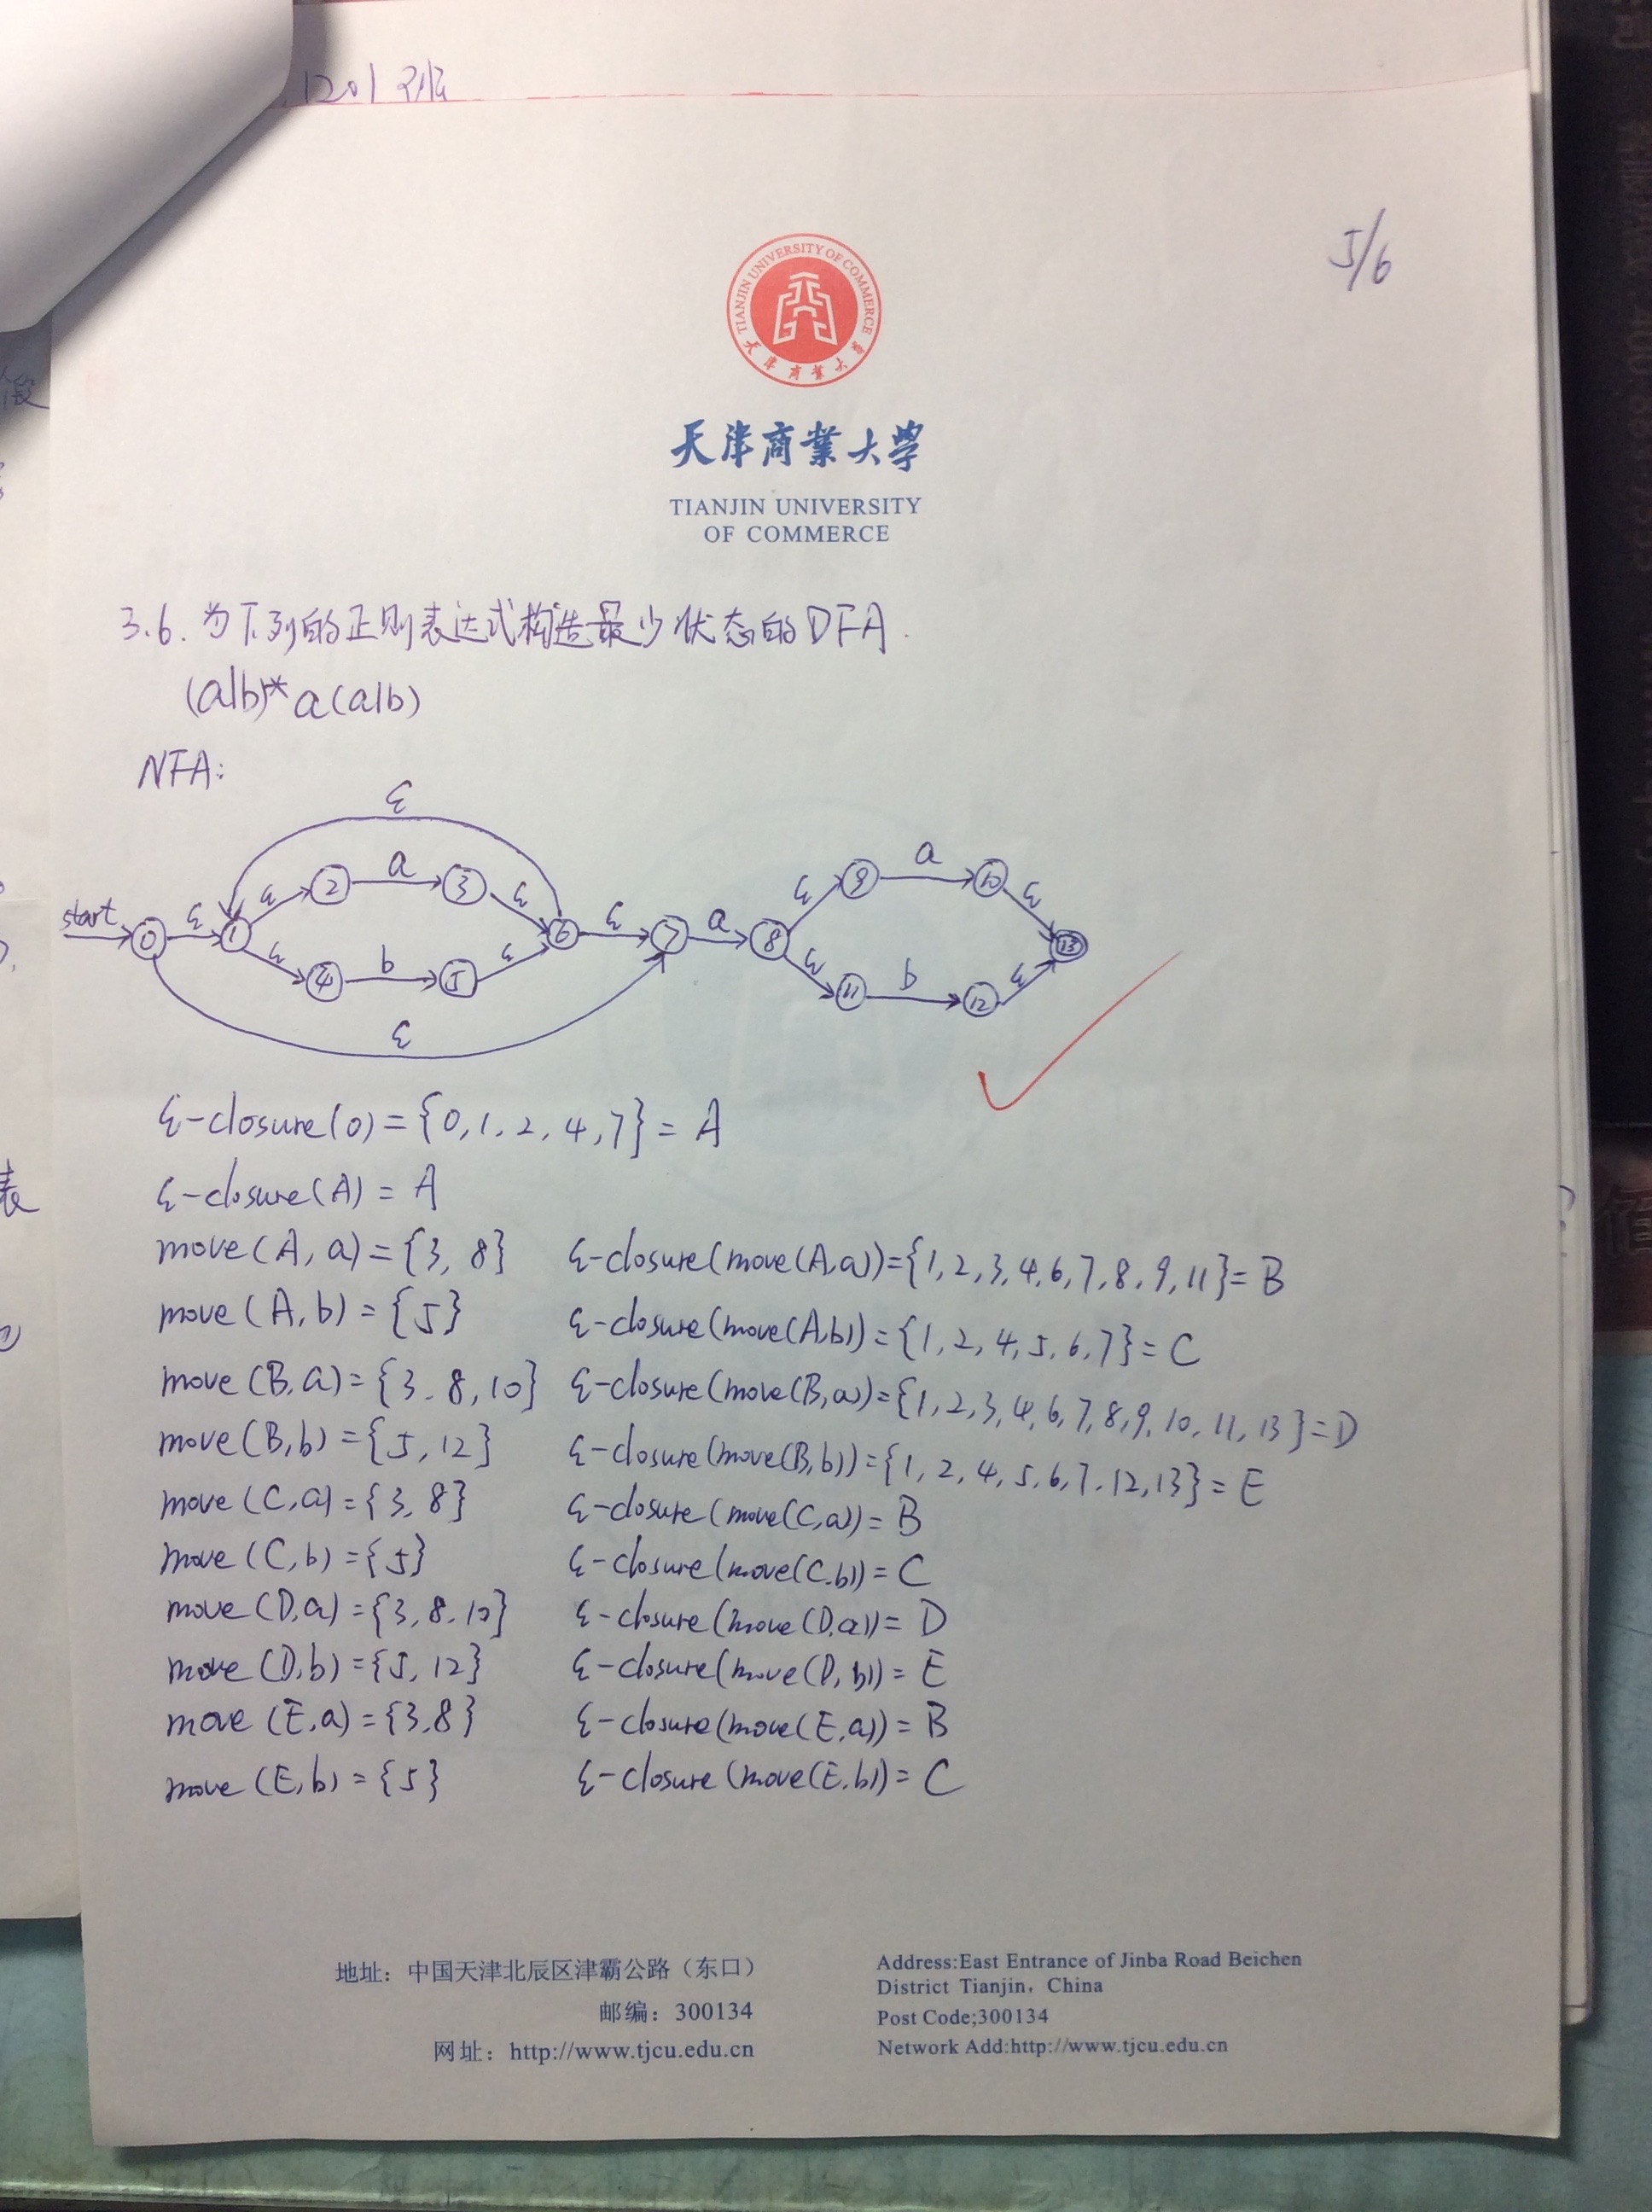 5/6
TIANJIN UNIVERSITY OF COMMERCE
天津商業大學
天津商業大學
TIANJIN UNIVERSITY
OF COMMERCE
3.6. 为下列的正则表达式构造最少状态的DFA.
(a|b)*a(a|b)
NFA:
ε
a
a
2
3
9
10
ε
ε
ε
ε
start
0
ε
1
6
ε
7
a
8
13
ε
b
ε
ε
b
ε
4
5
11
12
ε
ε-closure(0)={0,1,2,4,7}=A
ε-closure(A)=A
move(A,a)={3,8} ε-closure(move(A,a))={1,2,3,4,6,7,8,9,11}=B
move(A,b)={5} ε-closure(move(A,b))={1,2,4,5,6,7}=C
move(B,a)={3.8,10} ε-closure(move(B,a))={1,2,3,4,6,7,8,9,10,11,13}=D
move(B,b)={5,12} ε-closure(move(B,b))={1,2,4,5,6,7.12,13}=E
move(C,a)={3,8} ε-closure(move(C,a))=B
move(C,b)={5} ε-closure(move(C.b))=C
move(D,a)={3,8.10} ε-closure(move(D,a))=D
move(D,b)={5,12} ε-closure(move(D,b))=E
move(E,a)={3.8} ε-closure(move(E,a))=B
move(E,b)={5} ε-closure(move(E.b))=C
地址：中国天津北辰区津霸公路（东口）
邮编：300134
网址：http://www.tjcu.edu.cn
Address:East Entrance of Jinba Road Beichen
District Tianjin, China
Post Code;300134
Network Add:http://www.tjcu.edu.cn